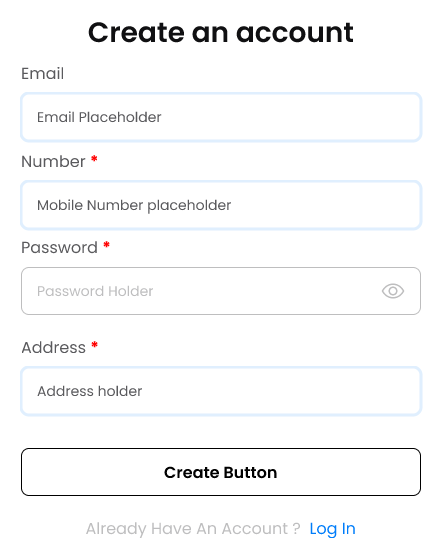 Create an account
Email
Email Placeholder
Number *
Mobile Number placeholder
Password *
Password Holder
Address *
Address holder
Create Button
Already Have An Account ? Log In